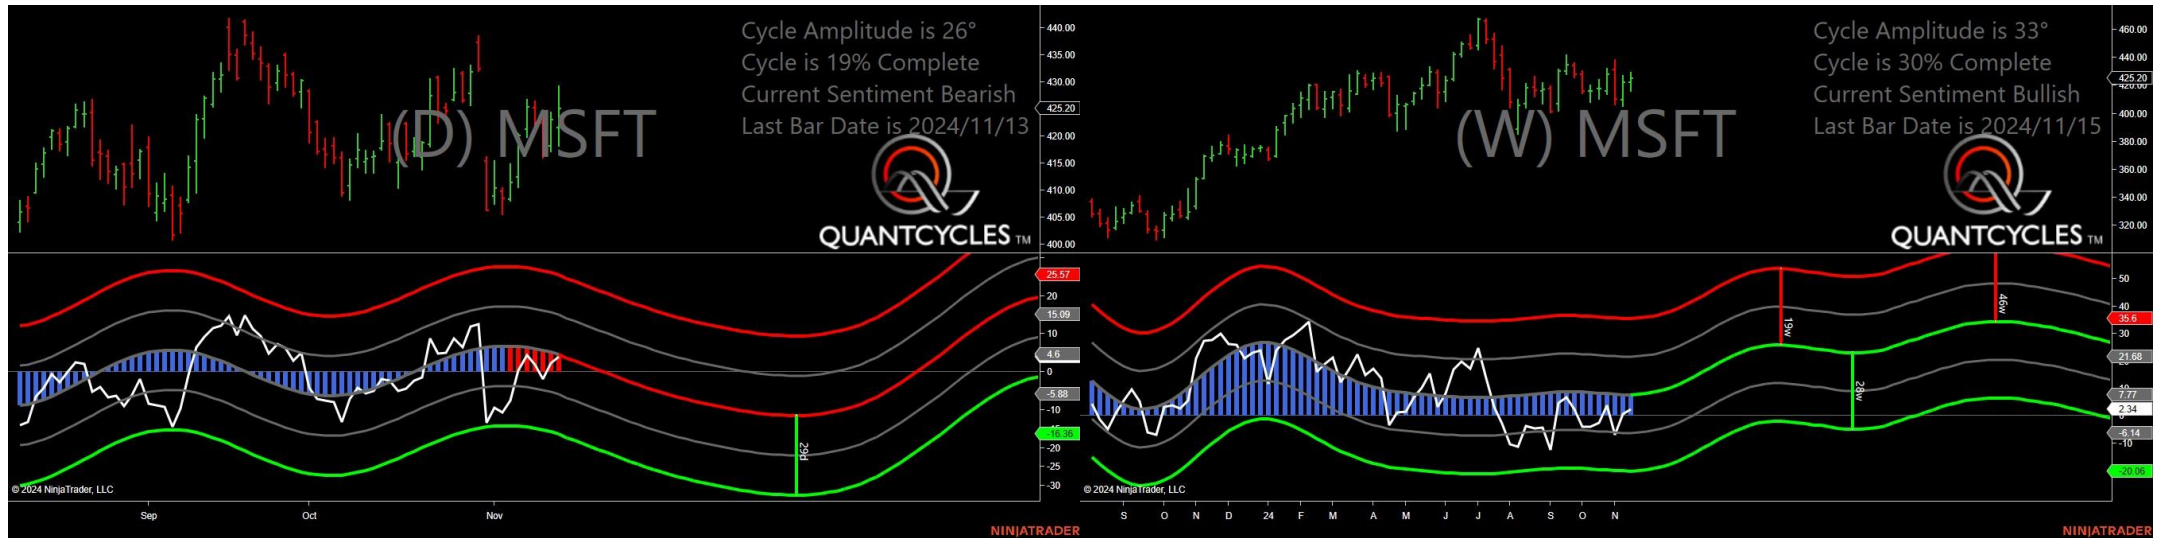 Cycle Amplitude is 26°
Cycle is 19% Complete
Current Sentiment Bearish
Last Bar Date is 2024/11/13
(D) MSFT
QUANTCYCLES TM
440.00
435.00
430.00
425.20
420.00
415.00
410.00
405.00
400.00
25.57
20
15.09
10
4.6
0
-5.88
-10
-16.36
-20
-25
-30
29d
© 2024 NinjaTrader, LLC
Sep Oct Nov
NINJATRADER
Cycle Amplitude is 33°
Cycle is 30% Complete
Current Sentiment Bullish
Last Bar Date is 2024/11/15
(W) MSFT
QUANTCYCLES TM
460.00
440.00
425.20
420.00
400.00
380.00
360.00
340.00
320.00
50
40
35.6
30
21.68
7.77
2.34
-6.14
-10
-20.06
19w
28w
46w
© 2024 NinjaTrader, LLC
S O N D 24 F M A M J J A S O N
NINJATRADER